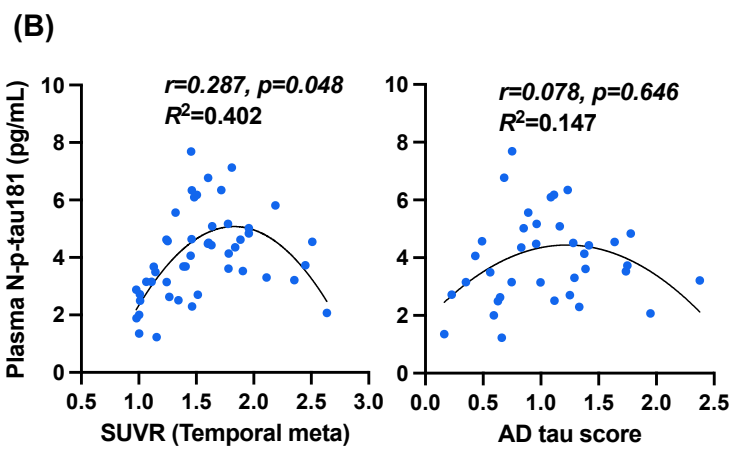 (B)
r=0.287, p=0.048
R²=0.402
Plasma N-p-tau181 (pg/mL)
10
8
6
4
2
0
0.5 1.0 1.5 2.0 2.5 3.0
SUVR (Temporal meta)
r=0.078, p=0.646
R²=0.147
10
8
6
4
2
0
0.0 0.5 1.0 1.5 2.0 2.5
AD tau score